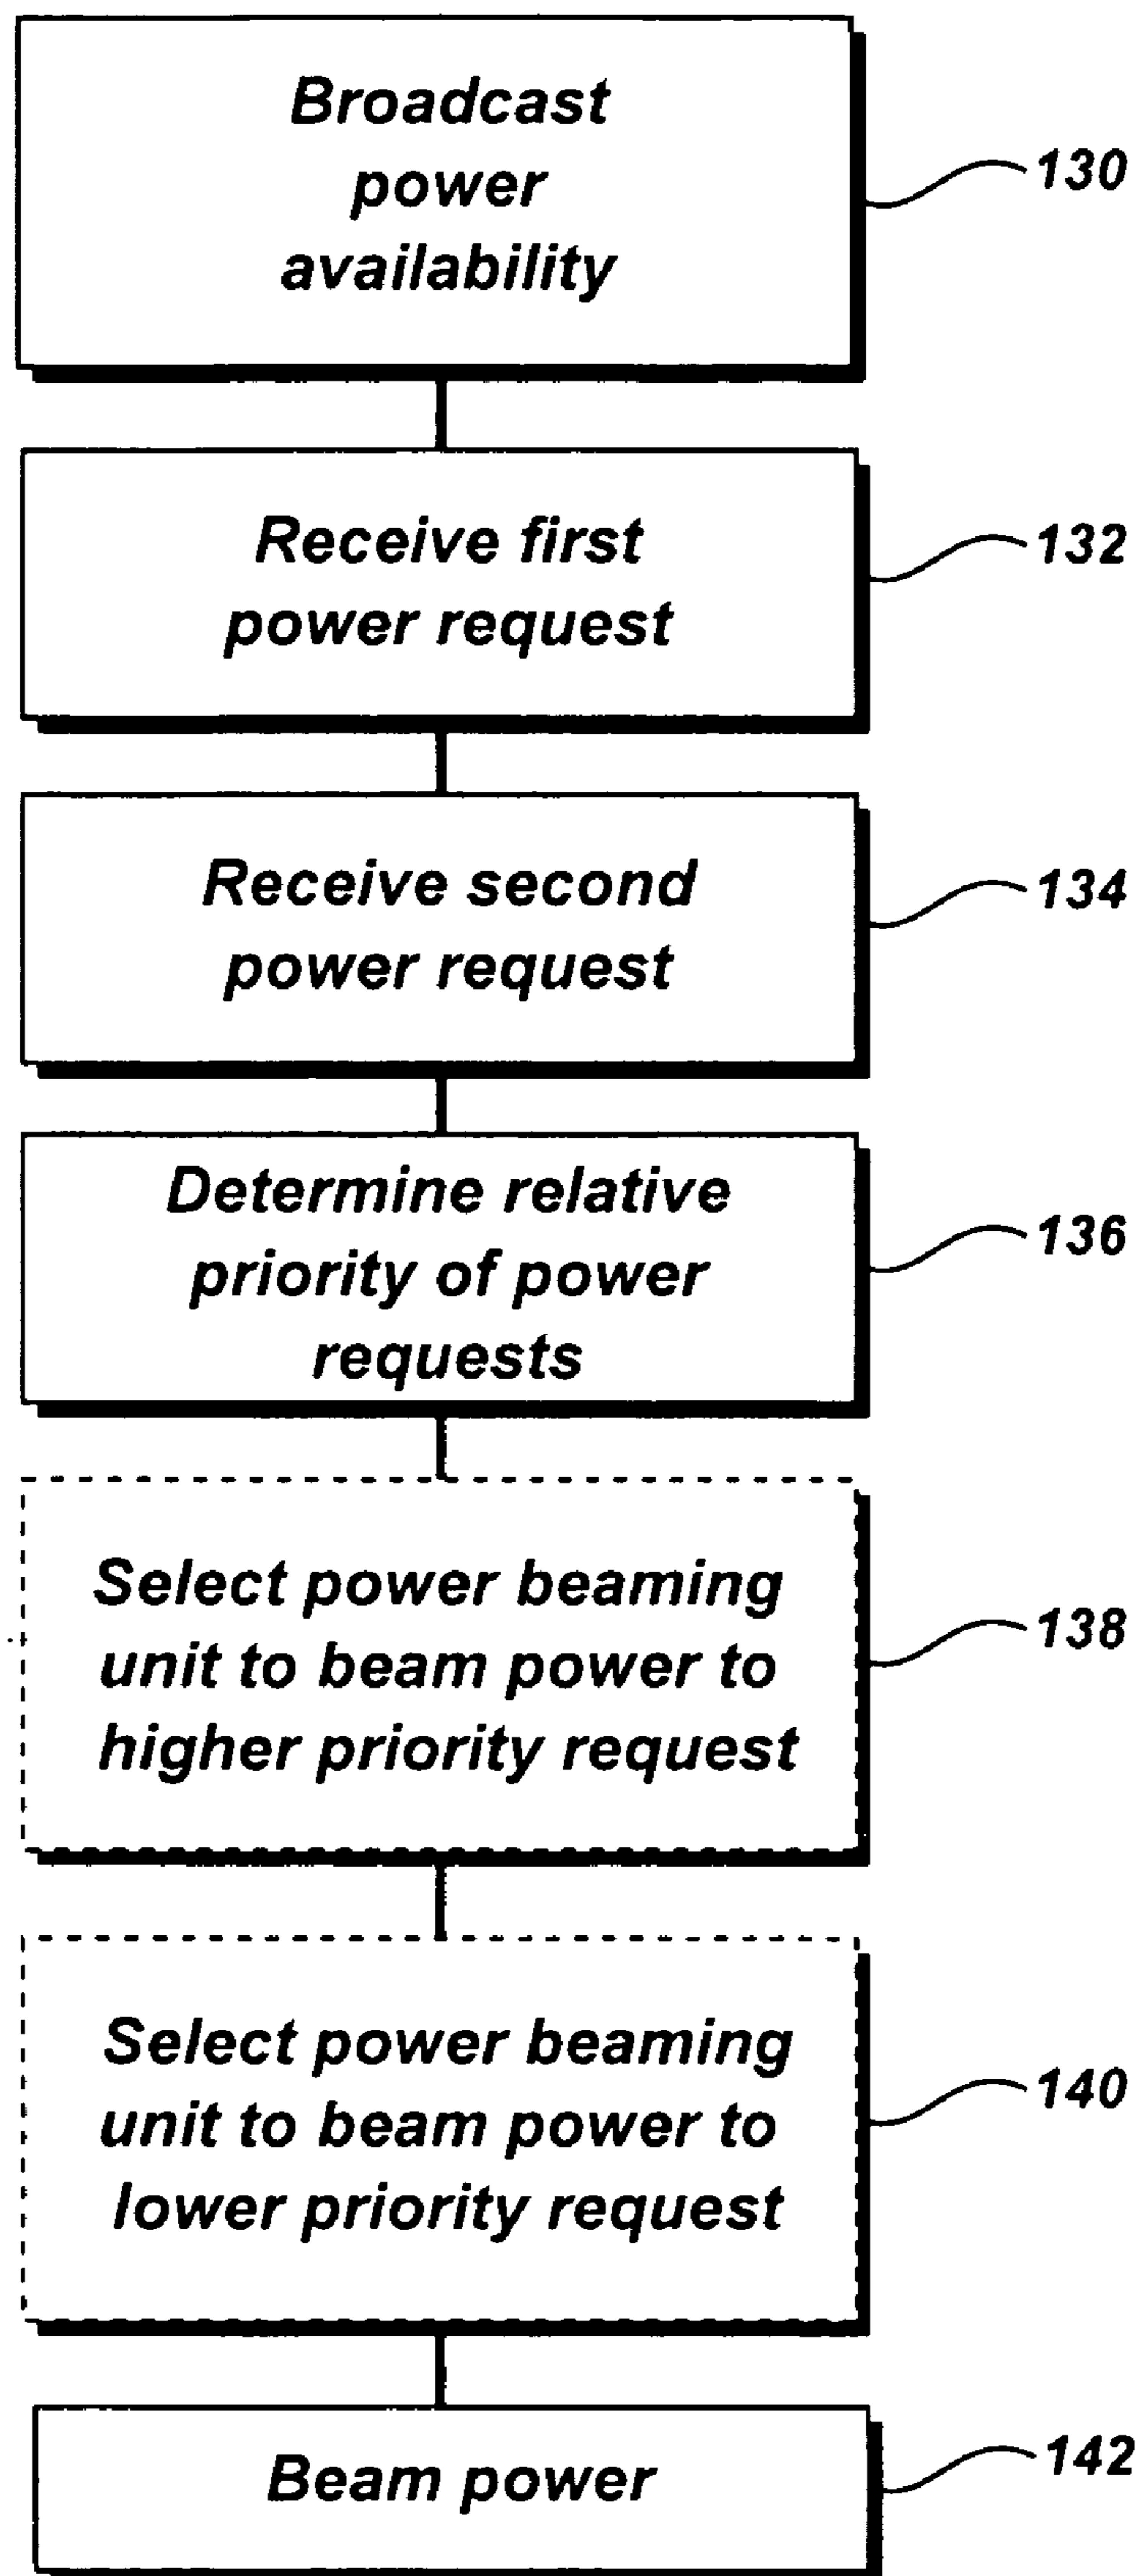 Broadcast
power
availability
130
Receive first
power request
132
Receive second
power request
134
Determine relative
priority of power
requests
136
Select power beaming
unit to beam power to
higher priority request
138
Select power beaming
unit to beam power to
lower priority request
140
Beam power
142